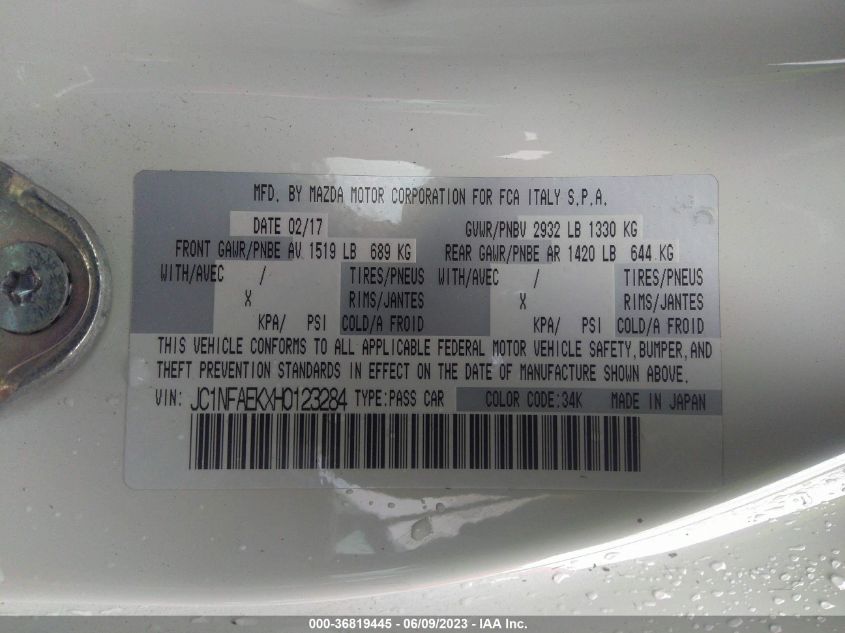 MFD. BY MAZDA MOTOR CORPORATION FOR FCA ITALY S.P.A.
DATE 02/17 GVWR/PNBV 2932 LB 1330 KG
FRONT GAWR/PNBE AV 1519 LB 689 KG REAR GAWR/PNBE AR 1420 LB 644 KG
WITH/AVEC / TIRES/PNEUS WITH/AVEC / TIRES/PNEUS
X RIMS/JANTES X RIMS/JANTES
KPA/ PSI COLD/A FROID KPA/ PSI COLD/A FROID
THIS VEHICLE CONFORMS TO ALL APPLICABLE FEDERAL MOTOR VEHICLE SAFETY,BUMPER,AND
THEFT PREVENTION STANDARDS IN EFFECT ON THE DATE OF MANUFACTURE SHOWN ABOVE.
VIN: JC1NFAEKXH0123284 TYPE:PASS CAR COLOR CODE:34K MADE IN JAPAN
000-36819445 - 06/09/2023 - IAA Inc.